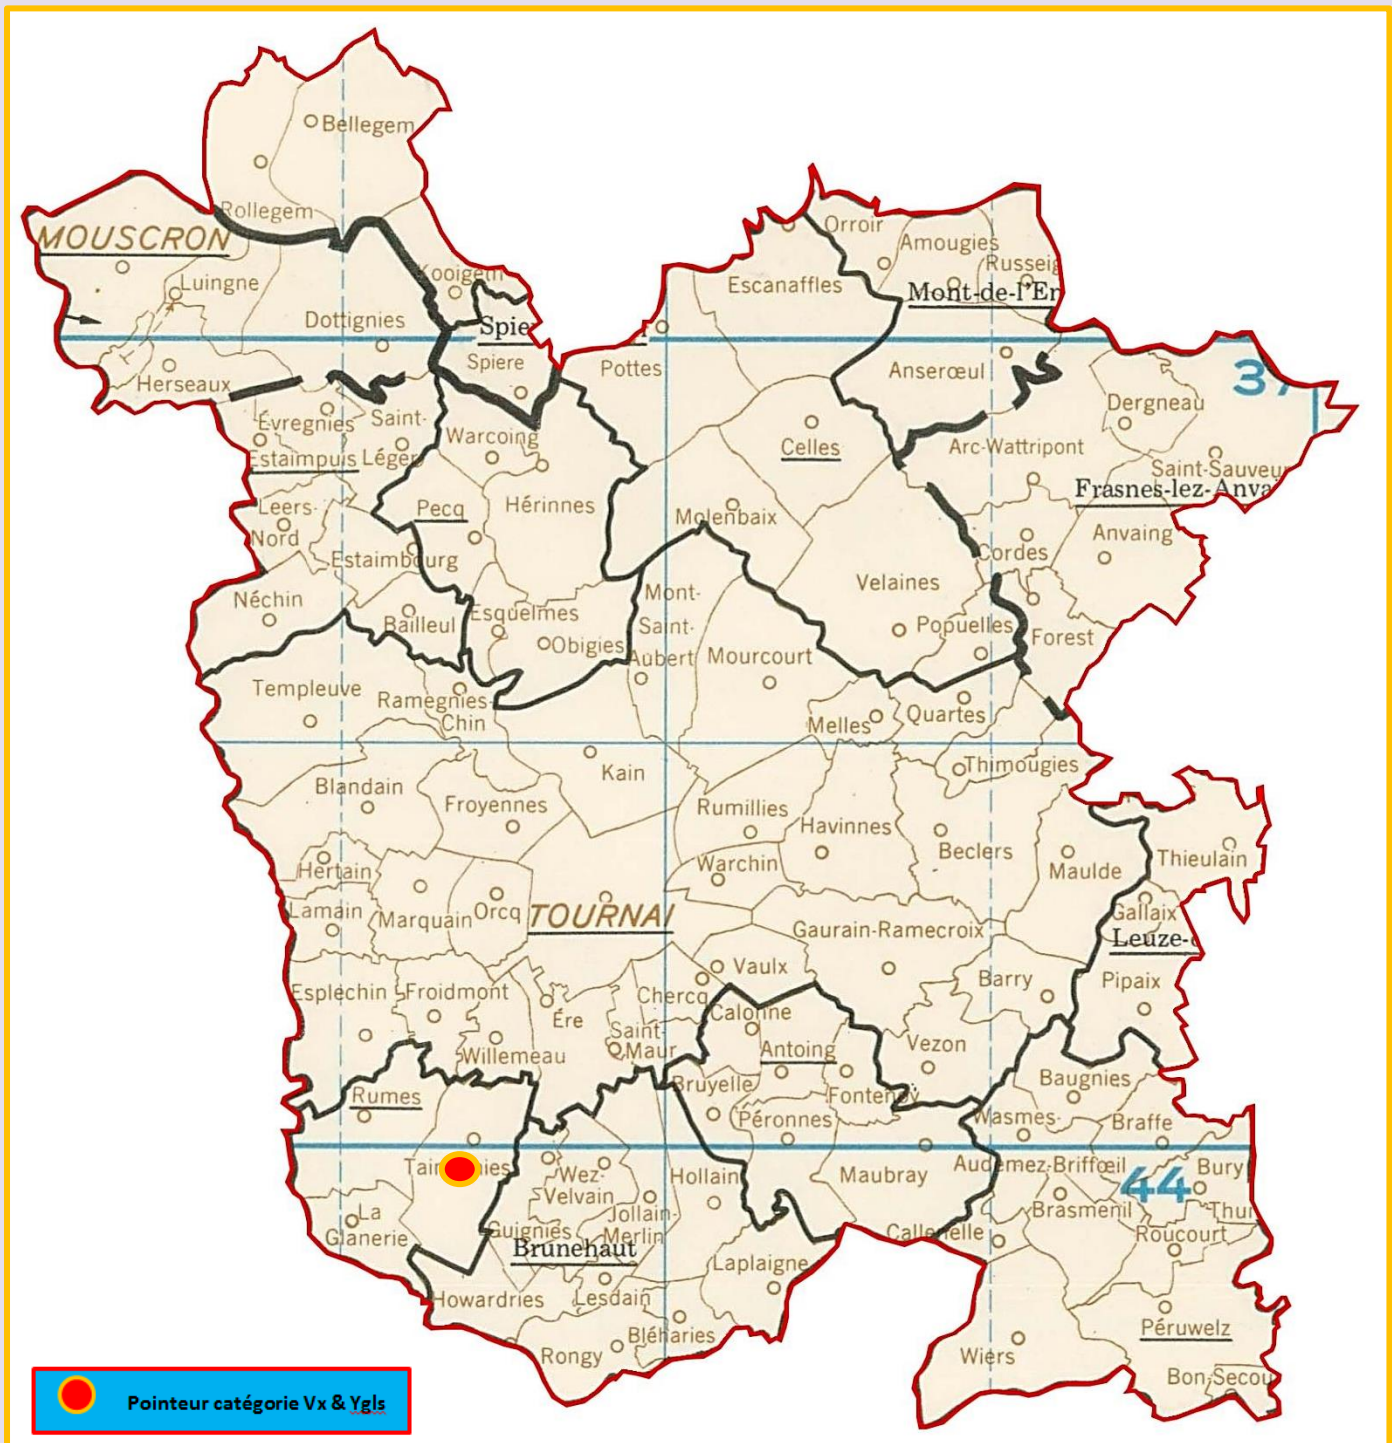 Bellegem
Rollegem
MOUSCRON
Luingne
Kooigem
Dottignies
Herseaux
Spiere
Orroir
Amougies
Escanaffles
Mont-de-l'En
Pottes
Anserœul
37
Dergneau
Évregnies
Saint-
Léger
Estaimpuis
Warcoing
Celles
Arc-Wattripont
Saint-Sauveur
Frasnes-lez-Anva
Leers-
Nord
Pecq
Hérinnes
Molenbaix
Anvaing
Cordes
Estaimbourg
Velaines
Néchin
Bailleul
Esquelmes
Obigies
Mont-
Saint-
Aubert
Mourcourt
Popuelles
Forest
Templeuve
Ramegnies-
Chin
Melles
Quartes
Kain
Thimougies
Blandain
Froyennes
Rumillies
Havinnes
Beclers
Hertain
Warchin
Maulde
Thieulain
Lamain
Marquain
Orcq
TOURNAI
Gaurain-Ramecroix
Gallaix
Leuze-
Vaulx
Barry
Pipaix
Esplechin
Froidmont
Ère
Chercq
Calonne
Willemeau
Saint-
Maur
Antoing
Vezon
Rumes
Bruyelle
Fontenoy
Baugnies
Péronnes
Wasmes-
Audemez-Briffœil
Braffe
Wez-
Velvain
Hollain
Maubray
44
Bury
La
Glanerie
Guignies
Jollain-
Merlin
Brasménil
Roucourt
Brunehaut
Callenelle
Laplaigne
Howardries
Lesdain
Rongy
Bléharies
Wiers
Péruwelz
Bon-Secou
Pointeur catégorie Vx & Ygls